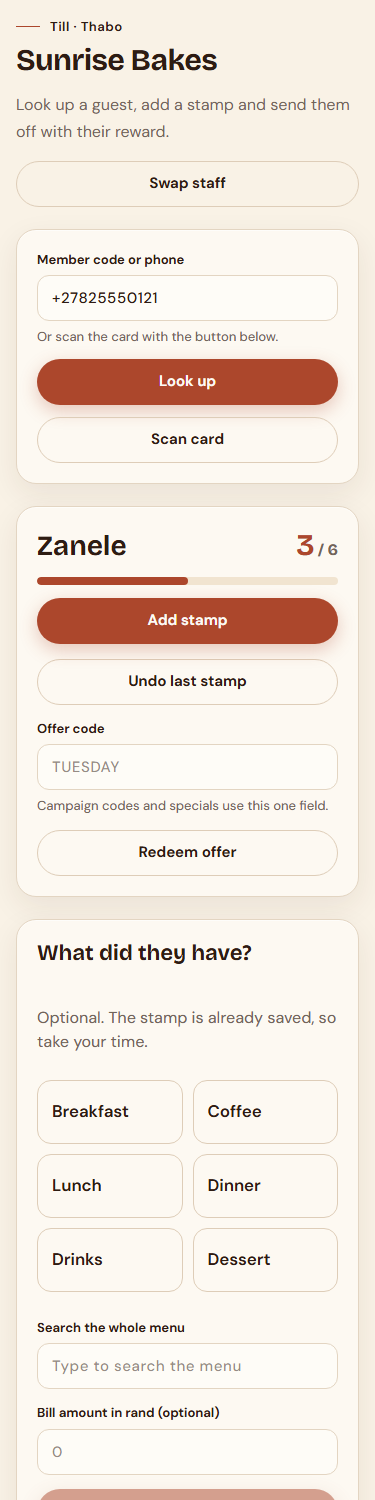 Till · Thabo
Sunrise Bakes
Look up a guest, add a stamp and send them
off with their reward.
Swap staff
Member code or phone
+27825550121
Or scan the card with the button below.
Look up
Scan card
Zanele
3 / 6
Add stamp
Undo last stamp
Offer code
TUESDAY
Campaign codes and specials use this one field.
Redeem offer
What did they have?
Optional. The stamp is already saved, so
take your time.
Breakfast
Coffee
Lunch
Dinner
Drinks
Dessert
Search the whole menu
Type to search the menu
Bill amount in rand (optional)
0